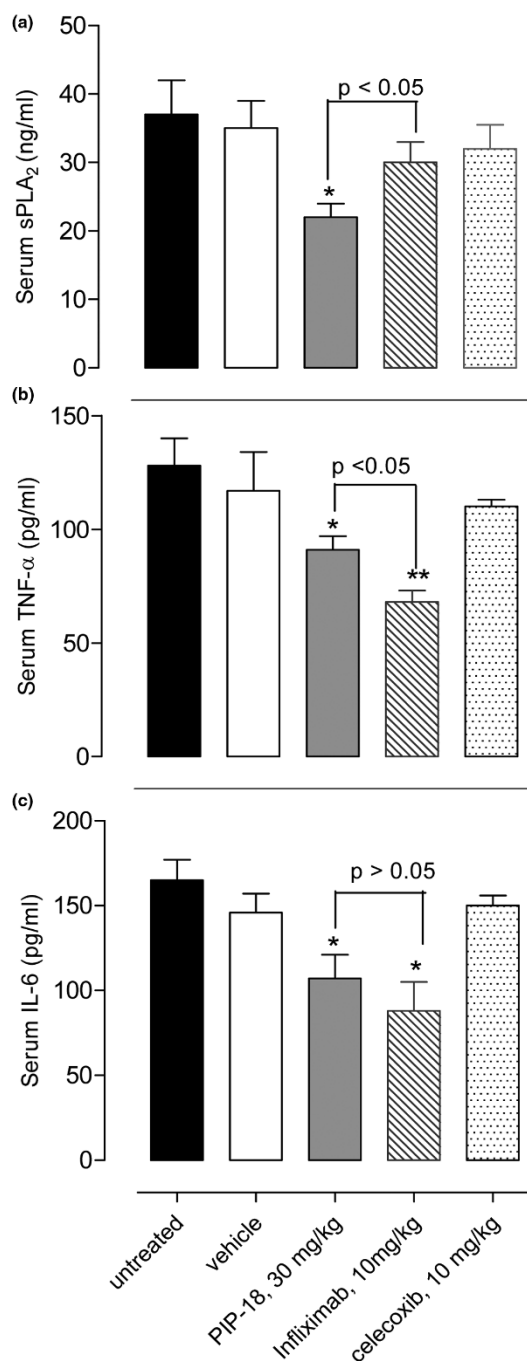 (a)
Serum sPLA₂ (ng/ml)
50
40
30
20
10
0
p < 0.05
*
(b)
Serum TNF-α (pg/ml)
150
100
50
0
p <0.05
*
**
(c)
Serum IL-6 (pg/ml)
200
150
100
50
0
p > 0.05
*
*
untreated
vehicle
PIP-18, 30 mg/kg
Infliximab, 10mg/kg
celecoxib, 10 mg/kg